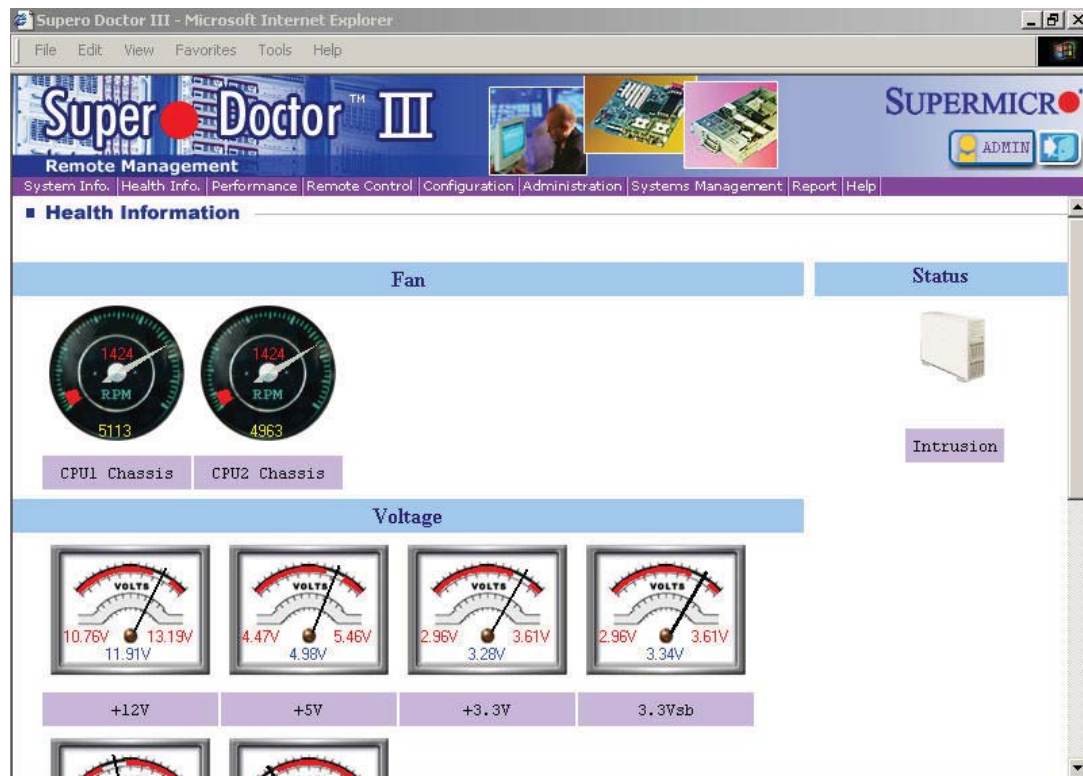 Supero Doctor III - Microsoft Internet Explorer
File Edit View Favorites Tools Help
Super Doctor™ III
Remote Management
SUPERMICRO
ADMIN
System Info. Health Info. Performance Remote Control Configuration Administration Systems Management Report Help
Health Information
Fan
Status
1424
RPM
5113
1424
RPM
4963
CPU1 Chassis
CPU2 Chassis
Intrusion
Voltage
VOLTS
10.76V 13.19V
11.91V
VOLTS
4.47V 5.46V
4.98V
VOLTS
2.96V 3.61V
3.28V
VOLTS
2.96V 3.61V
3.34V
+12V
+5V
+3.3V
3.3Vsb